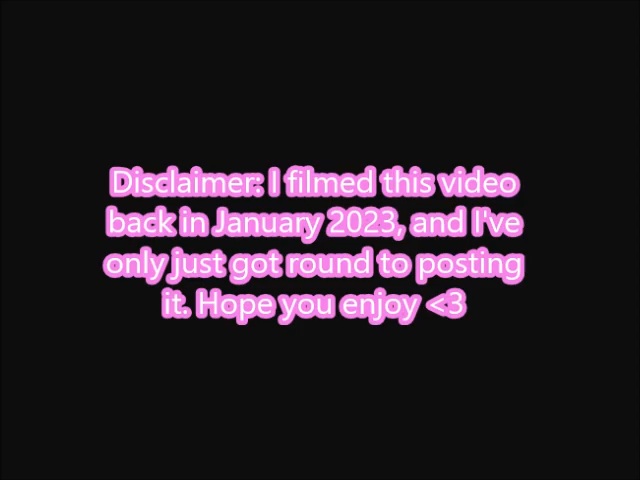 Disclaimer: I filmed this video
back in January 2023, and I've
only just got round to posting
it. Hope you enjoy <3